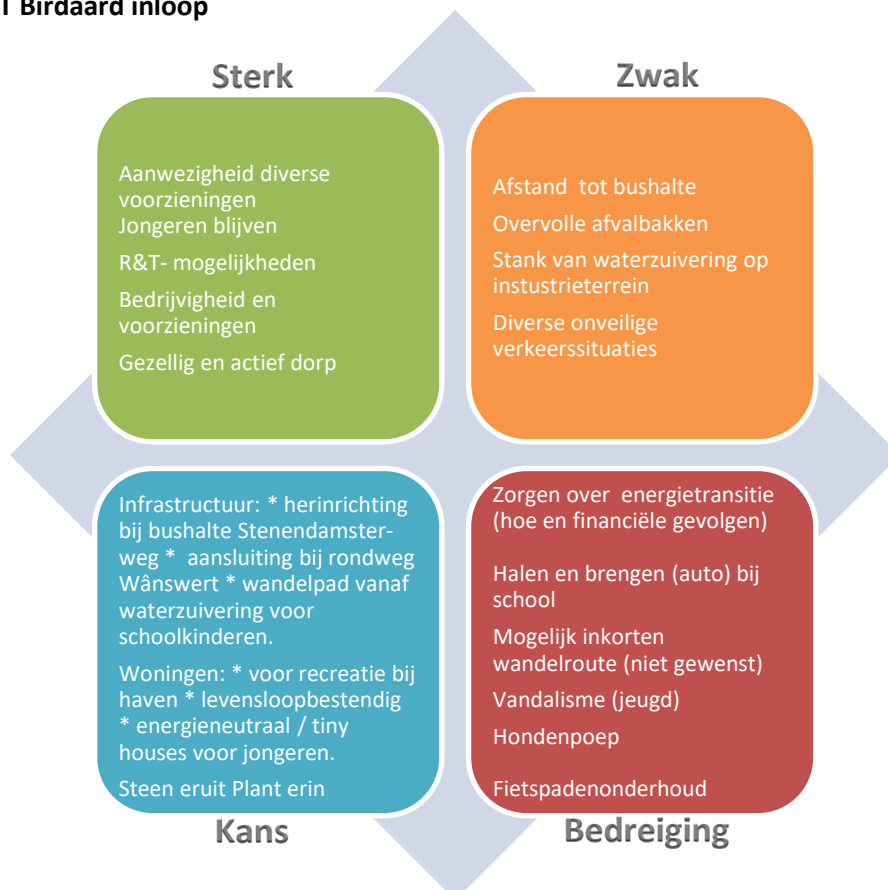 T Birdaard inloop
Sterk
Aanwezigheid diverse
voorzieningen
Jongeren blijven
R&T- mogelijkheden
Bedrijvigheid en
voorzieningen
Gezellig en actief dorp
Zwak
Afstand  tot bushalte
Overvolle afvalbakken
Stank van waterzuivering op
instustrieterrein
Diverse onveilige
verkeerssituaties
Infrastructuur: * herinrichting
bij bushalte Stenendamster-
weg *  aansluiting bij rondweg
Wânswert * wandelpad vanaf
waterzuivering voor
schoolkinderen.
Woningen: * voor recreatie bij
haven * levensloopbestendig
* energieneutraal / tiny
houses voor jongeren.
Steen eruit Plant erin
Kans
Zorgen over  energietransitie
(hoe en financiële gevolgen)
Halen en brengen (auto) bij
school
Mogelijk inkorten
wandelroute (niet gewenst)
Vandalisme (jeugd)
Hondenpoep
Fietspadenonderhoud
Bedreiging